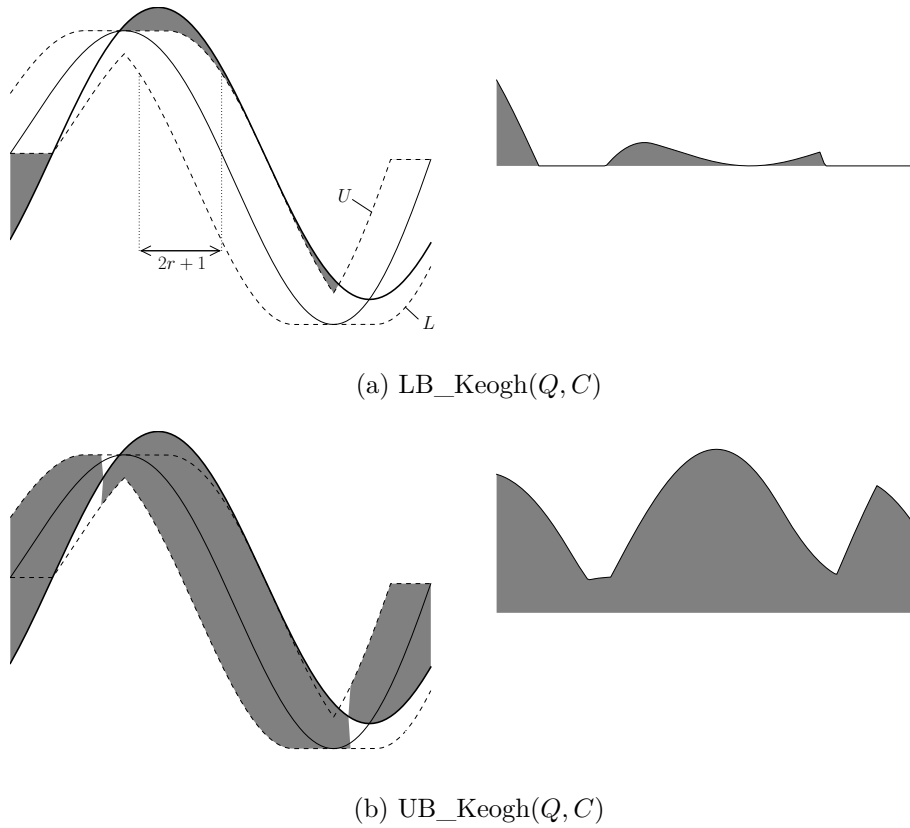 U
2r + 1
L
(a) LB_Keogh(Q, C)
(b) UB_Keogh(Q, C)